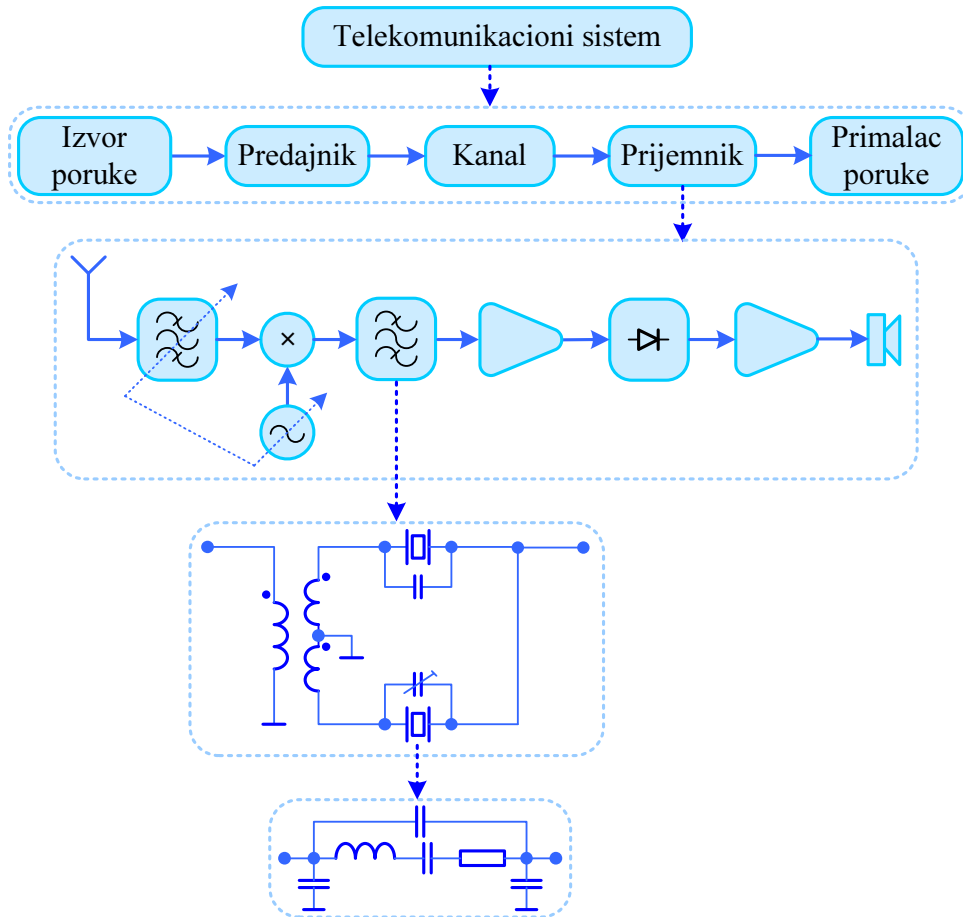 Telekomunikacioni sistem
Izvor
poruke
Predajnik
Kanal
Prijemnik
Primalac
poruke
×